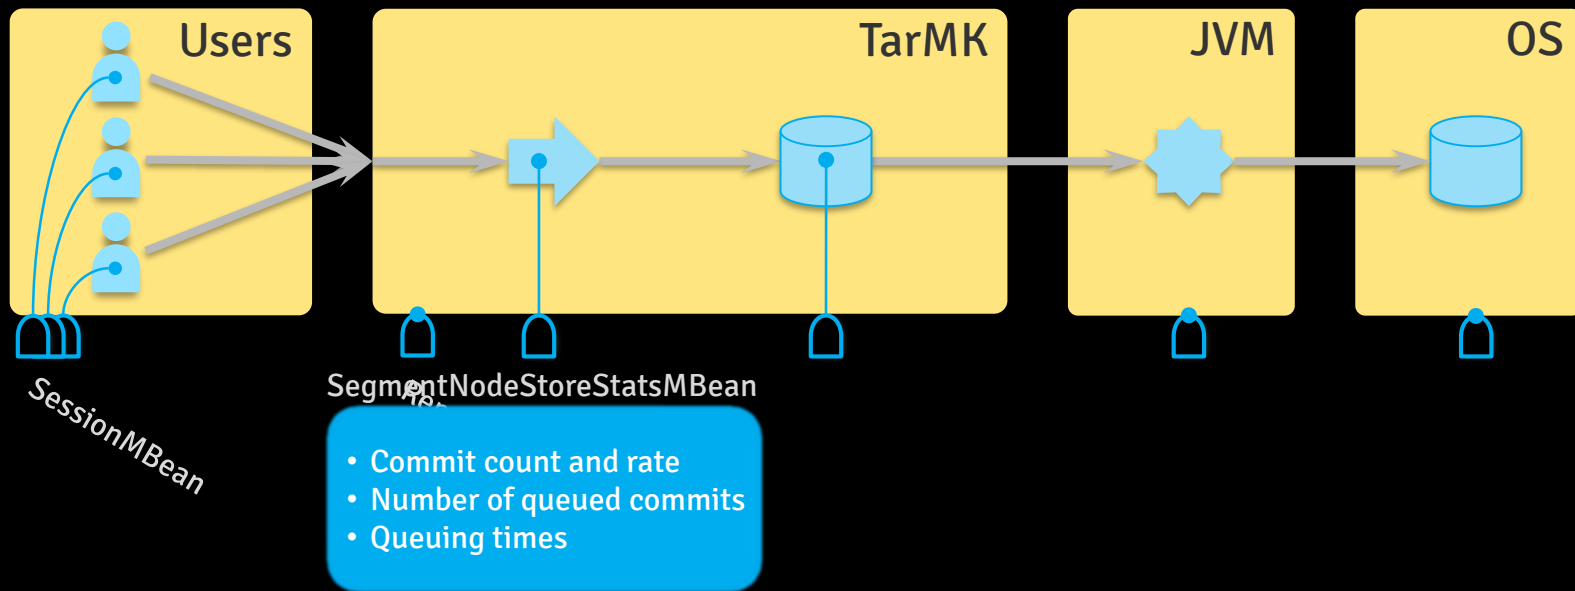 Users
TarMK
JVM
OS
SessionMBean
SegmentNodeStoreStatsMBean
• Commit count and rate
• Number of queued commits
• Queuing times